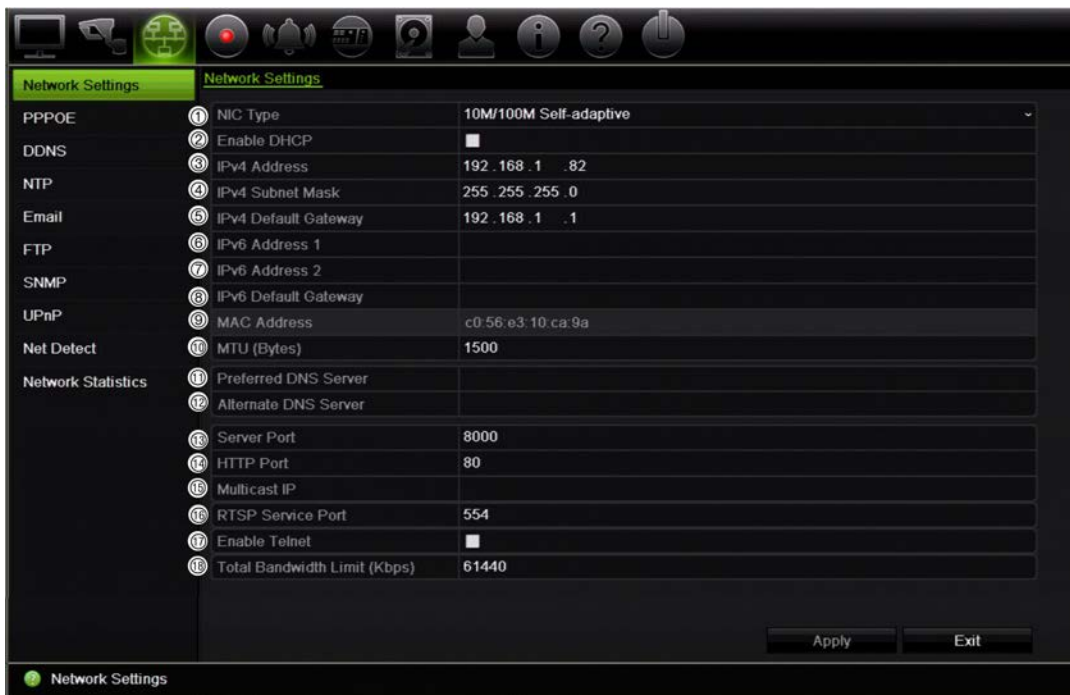 Network Settings
Network Settings
PPPOE
DDNS
NTP
Email
FTP
SNMP
UPnP
Net Detect
Network Statistics
① NIC Type 10M/100M Self-adaptive
② Enable DHCP
③ IPv4 Address 192 .168 .1 .82
④ IPv4 Subnet Mask 255 .255 .255 .0
⑤ IPv4 Default Gateway 192 .168 .1 .1
⑥ IPv6 Address 1
⑦ IPv6 Address 2
⑧ IPv6 Default Gateway
⑨ MAC Address c0:56:e3:10:ca:9a
⑩ MTU (Bytes) 1500
⑪ Preferred DNS Server
⑫ Alternate DNS Server
⑬ Server Port 8000
⑭ HTTP Port 80
⑮ Multicast IP
⑯ RTSP Service Port 554
⑰ Enable Telnet
⑱ Total Bandwidth Limit (Kbps) 61440
Apply Exit
? Network Settings